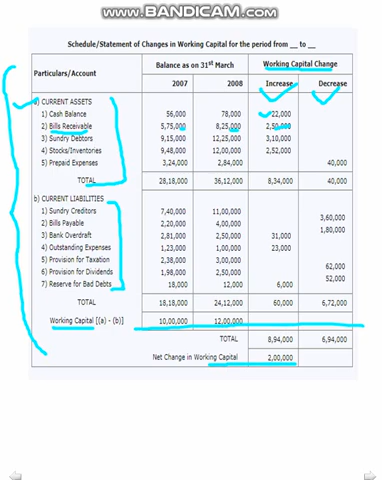 WWW.BANDICAM.COM
Schedule/Statement of Changes in Working Capital for the period from __ to __
Particulars/Account Balance as on 31st March Working Capital Change
2007 2008 Increase Decrease
a) CURRENT ASSETS
1) Cash Balance 56,000 78,000 22,000
2) Bills Receivable 5,75,000 8,25,000 2,50,000
3) Sundry Debtors 9,15,000 12,25,000 3,10,000
4) Stocks/Inventories 9,48,000 12,00,000 2,52,000
5) Prepaid Expenses 3,24,000 2,84,000 40,000
TOTAL 28,18,000 36,12,000 8,34,000 40,000
b) CURRENT LIABILITIES
1) Sundry Creditors 7,40,000 11,00,000 3,60,000
2) Bills Payable 2,20,000 4,00,000 1,80,000
3) Bank Overdraft 2,81,000 2,50,000 31,000
4) Outstanding Expenses 1,23,000 1,00,000 23,000
5) Provision for Taxation 2,38,000 3,00,000 62,000
6) Provision for Dividends 1,98,000 2,50,000 52,000
7) Reserve for Bad Debts 18,000 12,000 6,000
TOTAL 18,18,000 24,12,000 60,000 6,72,000
Working Capital [(a) - (b)] 10,00,000 12,00,000
TOTAL 8,94,000 6,94,000
Net Change in Working Capital 2,00,000